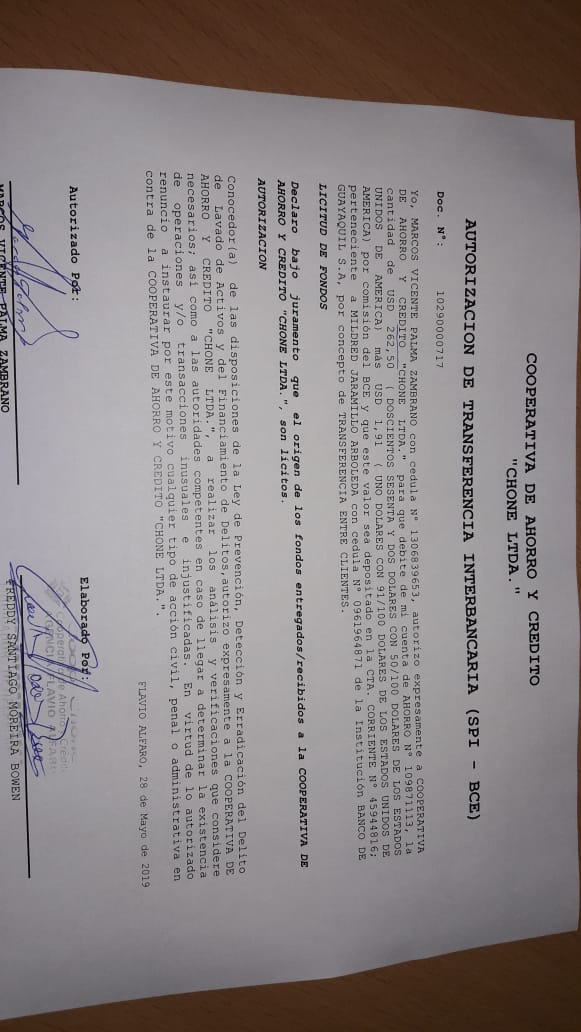 COOPERATIVA DE AHORRO Y CREDITO
"CHONE LTDA."
AUTORIZACION DE TRANSFERENCIA INTERBANCARIA (SPI - BCE)
Doc. N°: 10290000717
Yo, MARCOS VICENTE PALMA ZAMBRANO con cedula N° 1306839653, autorizo expresamente a COOPERATIVA
DE AHORRO Y CREDITO "CHONE LTDA." para que debite de mi cuenta de AHORRO N° 109871113, la
cantidad de USD 262,50 ( DOSCIENTOS SESENTA Y DOS DOLARES CON 50/100 DOLARES DE LOS ESTADOS
UNIDOS DE AMERICA) más USD 1,91 ( UNO DOLARES CON 91/100 DOLARES DE LOS ESTADOS UNIDOS DE
AMERICA) por comisión del BCE y que este valor sea depositado en la CTA. CORRIENTE N° 45944816;
perteneciente a MILDRED JARAMILLO ARBOLEDA con cedula N° 0961964871 de la Institución BANCO DE
GUAYAQUIL S.A, por concepto de TRANSFERENCIA ENTRE CLIENTES.
LICITUD DE FONDOS
Declaro bajo juramento que el origen de los fondos entregados/recibidos a la COOPERATIVA DE
AHORRO Y CREDITO "CHONE LTDA.", son lícitos.
AUTORIZACION
Conocedor(a) de las disposiciones de la Ley de Prevención, Detección y Erradicación del Delito
de Lavado de Activos y del Financiamiento de Delitos,autorizo expresamente a la COOPERATIVA DE
AHORRO Y CREDITO "CHONE LTDA.", a realizar los análisis y verificaciones que considere
necesarios; así como a las autoridades competentes en caso de llegar a determinar la existencia
de operaciones y/o transacciones inusuales e injustificadas. En virtud de lo autorizado
renuncio a instaurar por este motivo cualquier tipo de acción civil, penal o administrativa en
contra de la COOPERATIVA DE AHORRO Y CREDITO "CHONE LTDA.".
FLAVIO ALFARO, 28 de Mayo de 2019
Autorizado Por:
Elaborado Por:
Cooperativa de Ahorro y Crédito
AGENCIA FLAVIO ALFARO
MARCOS VICENTE PALMA ZAMBRANO
FREDDY SANTIAGO MOREIRA BOWEN